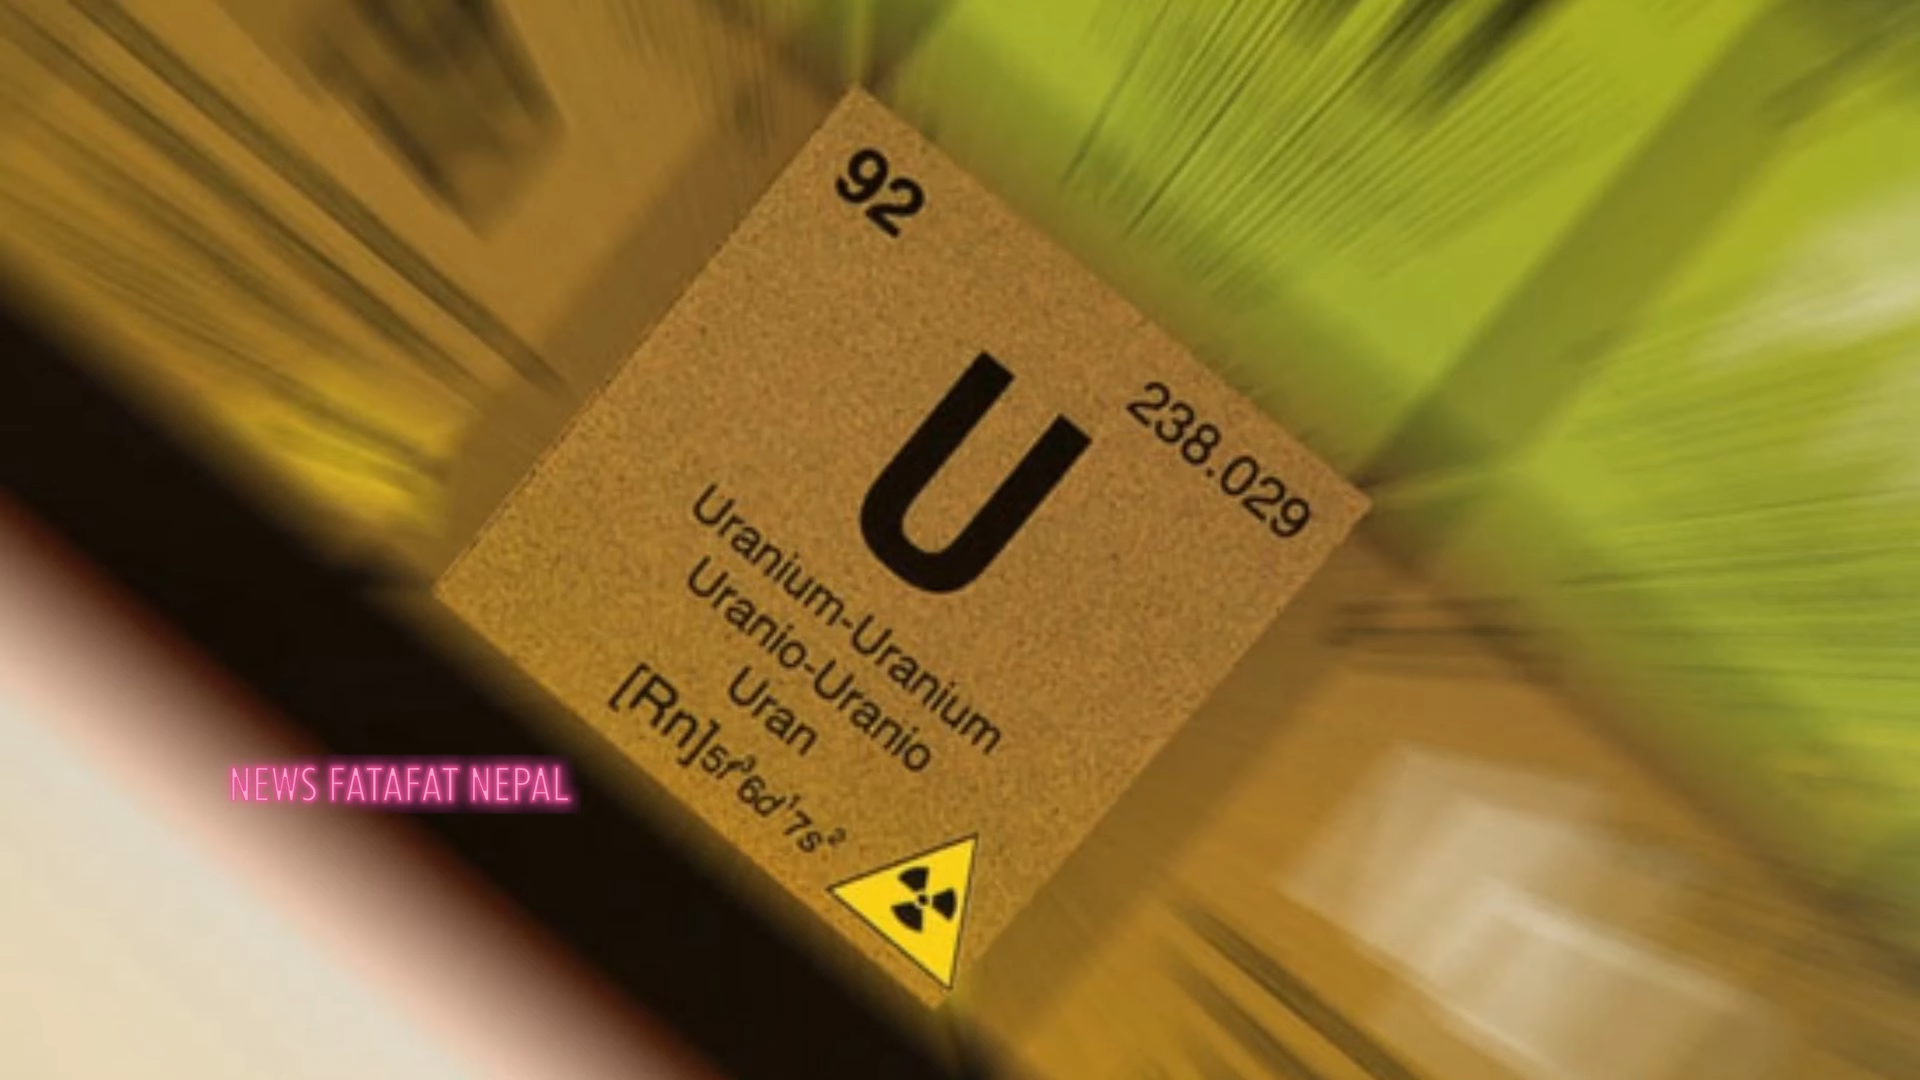 92
238.029
U
Uranium-Uranium
Uranio-Uranio
Uran
[Rn]5f³6d¹7s²
NEWS FATAFAT NEPAL